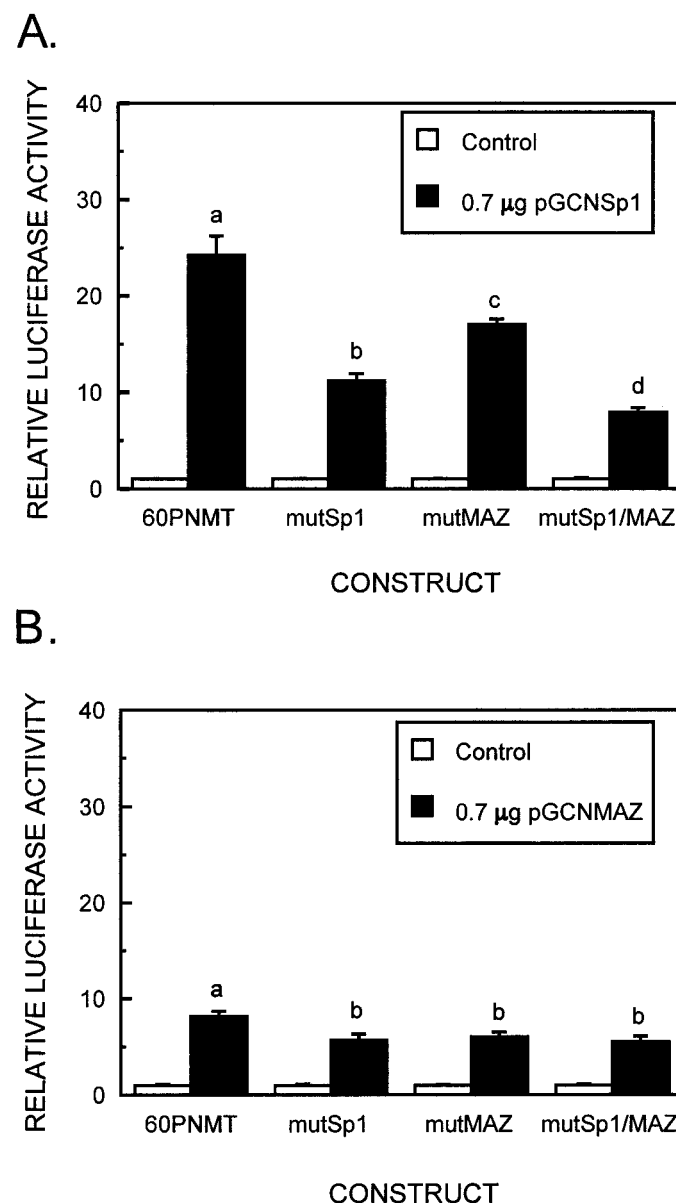 A.
RELATIVE LUCIFERASE ACTIVITY
40
30
20
10
0
Control
0.7 μg pGCNSp1
a
b
c
d
60PNMT mutSp1 mutMAZ mutSp1/MAZ
CONSTRUCT
B.
RELATIVE LUCIFERASE ACTIVITY
40
30
20
10
0
Control
0.7 μg pGCNMAZ
a
b
b
b
60PNMT mutSp1 mutMAZ mutSp1/MAZ
CONSTRUCT